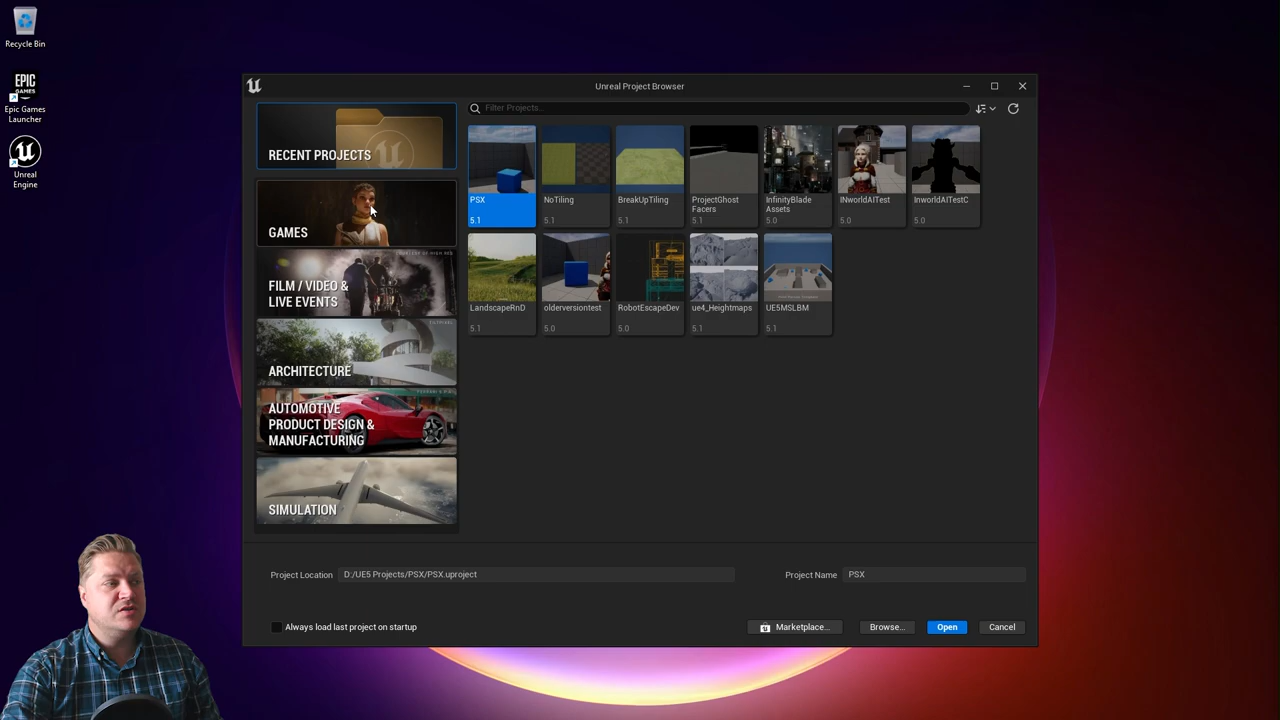 Recycle Bin
EPIC
GAMES
Epic Games
Launcher
Unreal
Engine
Unreal Project Browser
RECENT PROJECTS
GAMES
FILM / VIDEO &
LIVE EVENTS
ARCHITECTURE
AUTOMOTIVE
PRODUCT DESIGN &
MANUFACTURING
SIMULATION
Filter Projects...
PSX
5.1
NoTiling
5.1
BreakUpTiling
5.1
ProjectGhost
Facers
5.1
InfinityBlade
Assets
5.0
INworldAITest
5.0
InworldAITestC
5.0
LandscapeRnD
5.1
olderversiontest
5.0
RobotEscapeDev
5.0
ue4_Heightmaps
5.1
UE5MSLBM
5.1
Project Location
D:/UE5 Projects/PSX/PSX.uproject
Project Name
PSX
Always load last project on startup
Marketplace...
Browse...
Open
Cancel